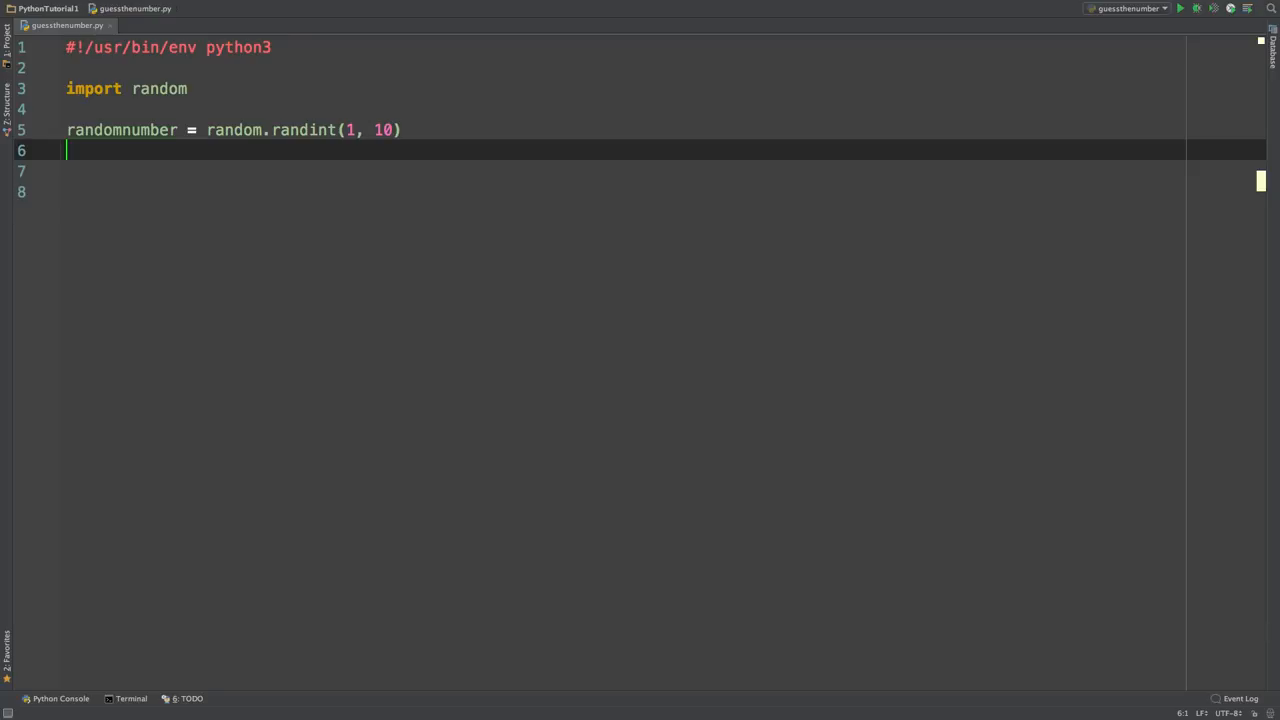 PythonTutorial1 guessthenumber.py guessthenumber
guessthenumber.py
1: Project
Z: Structure
2: Favorites
Database
1 #!/usr/bin/env python3
2
3 import random
4
5 randomnumber = random.randint(1, 10)
6
7
8
Python Console Terminal 6: TODO Event Log
6:1 LF UTF-8